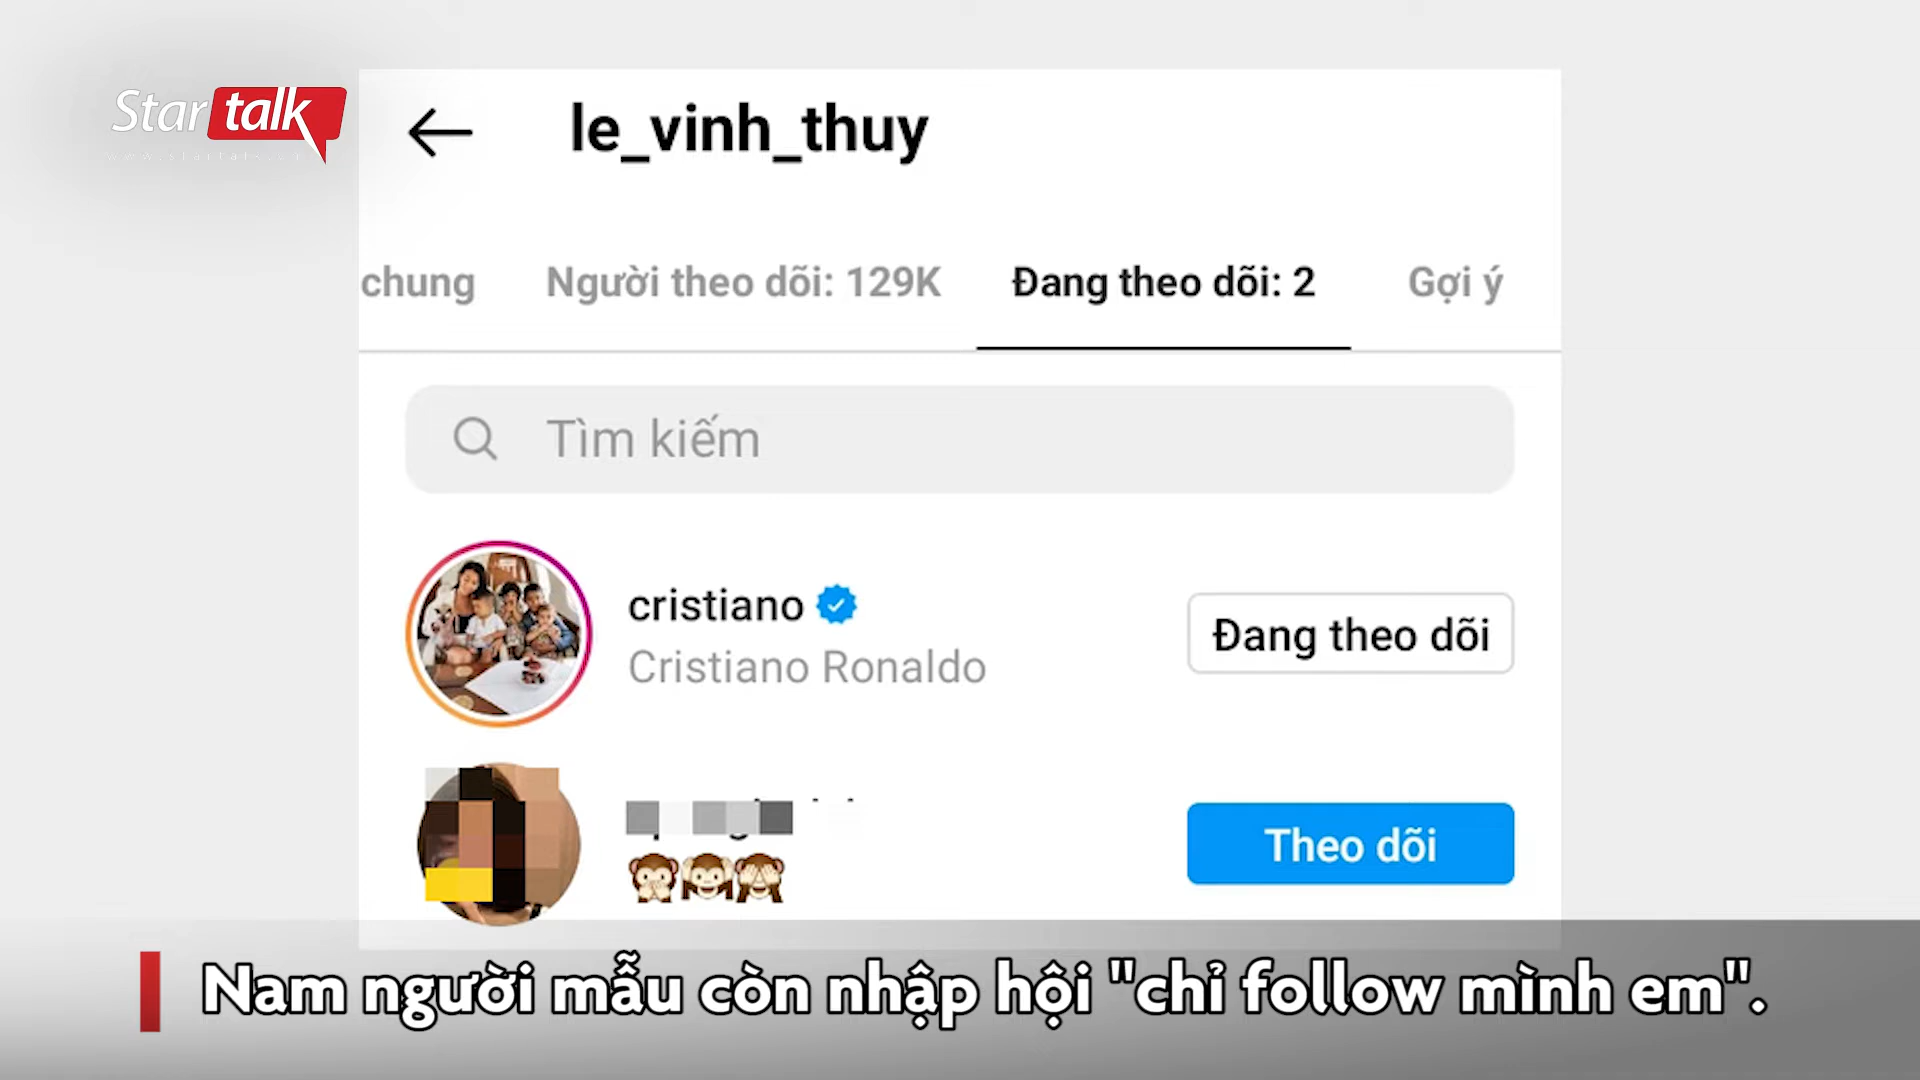 Star talk
le_vinh_thuy
chung
Người theo dõi: 129K
Đang theo dõi: 2
Gợi ý
Tìm kiếm
cristiano
Cristiano Ronaldo
Đang theo dõi
Theo dõi
Nam người mẫu còn nhập hội "chỉ follow mình em".